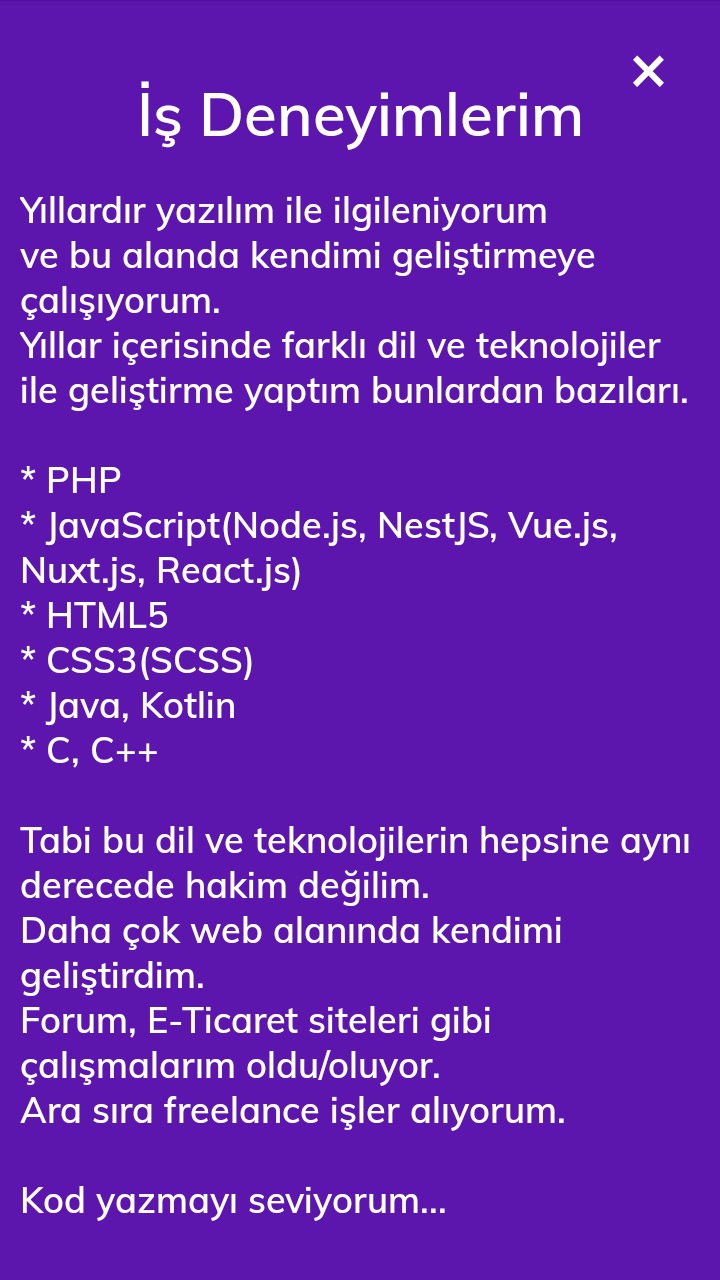 İş Deneyimlerim
Yıllardır yazılım ile ilgileniyorum
ve bu alanda kendimi geliştirmeye
çalışıyorum.
Yıllar içerisinde farklı dil ve teknolojiler
ile geliştirme yaptım bunlardan bazıları.
* PHP
* JavaScript(Node.js, NestJS, Vue.js,
Nuxt.js, React.js)
* HTML5
* CSS3(SCSS)
* Java, Kotlin
* C, C++
Tabi bu dil ve teknolojilerin hepsine aynı
derecede hakim değilim.
Daha çok web alanında kendimi
geliştirdim.
Forum, E-Ticaret siteleri gibi
çalışmalarım oldu/oluyor.
Ara sıra freelance işler alıyorum.
Kod yazmayı seviyorum...